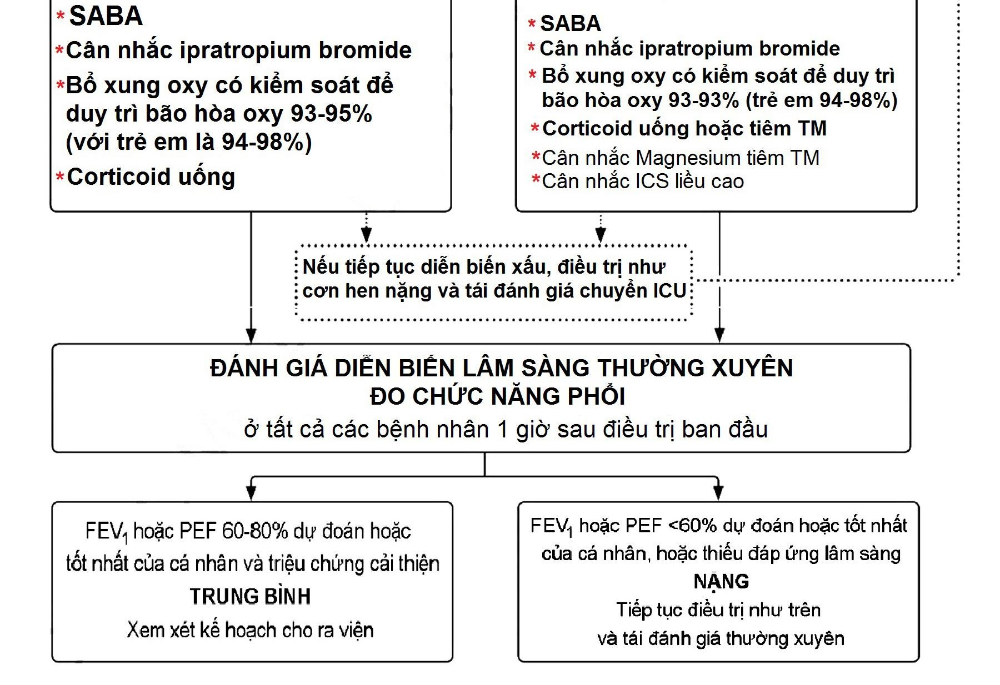 * SABA
* Cân nhắc ipratropium bromide
* Bổ xung oxy có kiểm soát để
duy trì bão hòa oxy 93-95%
(với trẻ em là 94-98%)
* Corticoid uống
* SABA
* Cân nhắc ipratropium bromide
* Bổ xung oxy có kiểm soát để duy trì
bão hòa oxy 93-93% (trẻ em 94-98%)
* Corticoid uống hoặc tiêm TM
* Cân nhắc Magnesium tiêm TM
* Cân nhắc ICS liều cao
Nếu tiếp tục diễn biến xấu, điều trị như
cơn hen nặng và tái đánh giá chuyển ICU
ĐÁNH GIÁ DIỄN BIẾN LÂM SÀNG THƯỜNG XUYÊN
ĐO CHỨC NĂNG PHỔI
ở tất cả các bệnh nhân 1 giờ sau điều trị ban đầu
FEV₁ hoặc PEF 60-80% dự đoán hoặc
tốt nhất của cá nhân và triệu chứng cải thiện
TRUNG BÌNH
Xem xét kế hoạch cho ra viện
FEV₁ hoặc PEF <60% dự đoán hoặc tốt nhất
của cá nhân, hoặc thiếu đáp ứng lâm sàng
NẶNG
Tiếp tục điều trị như trên
và tái đánh giá thường xuyên